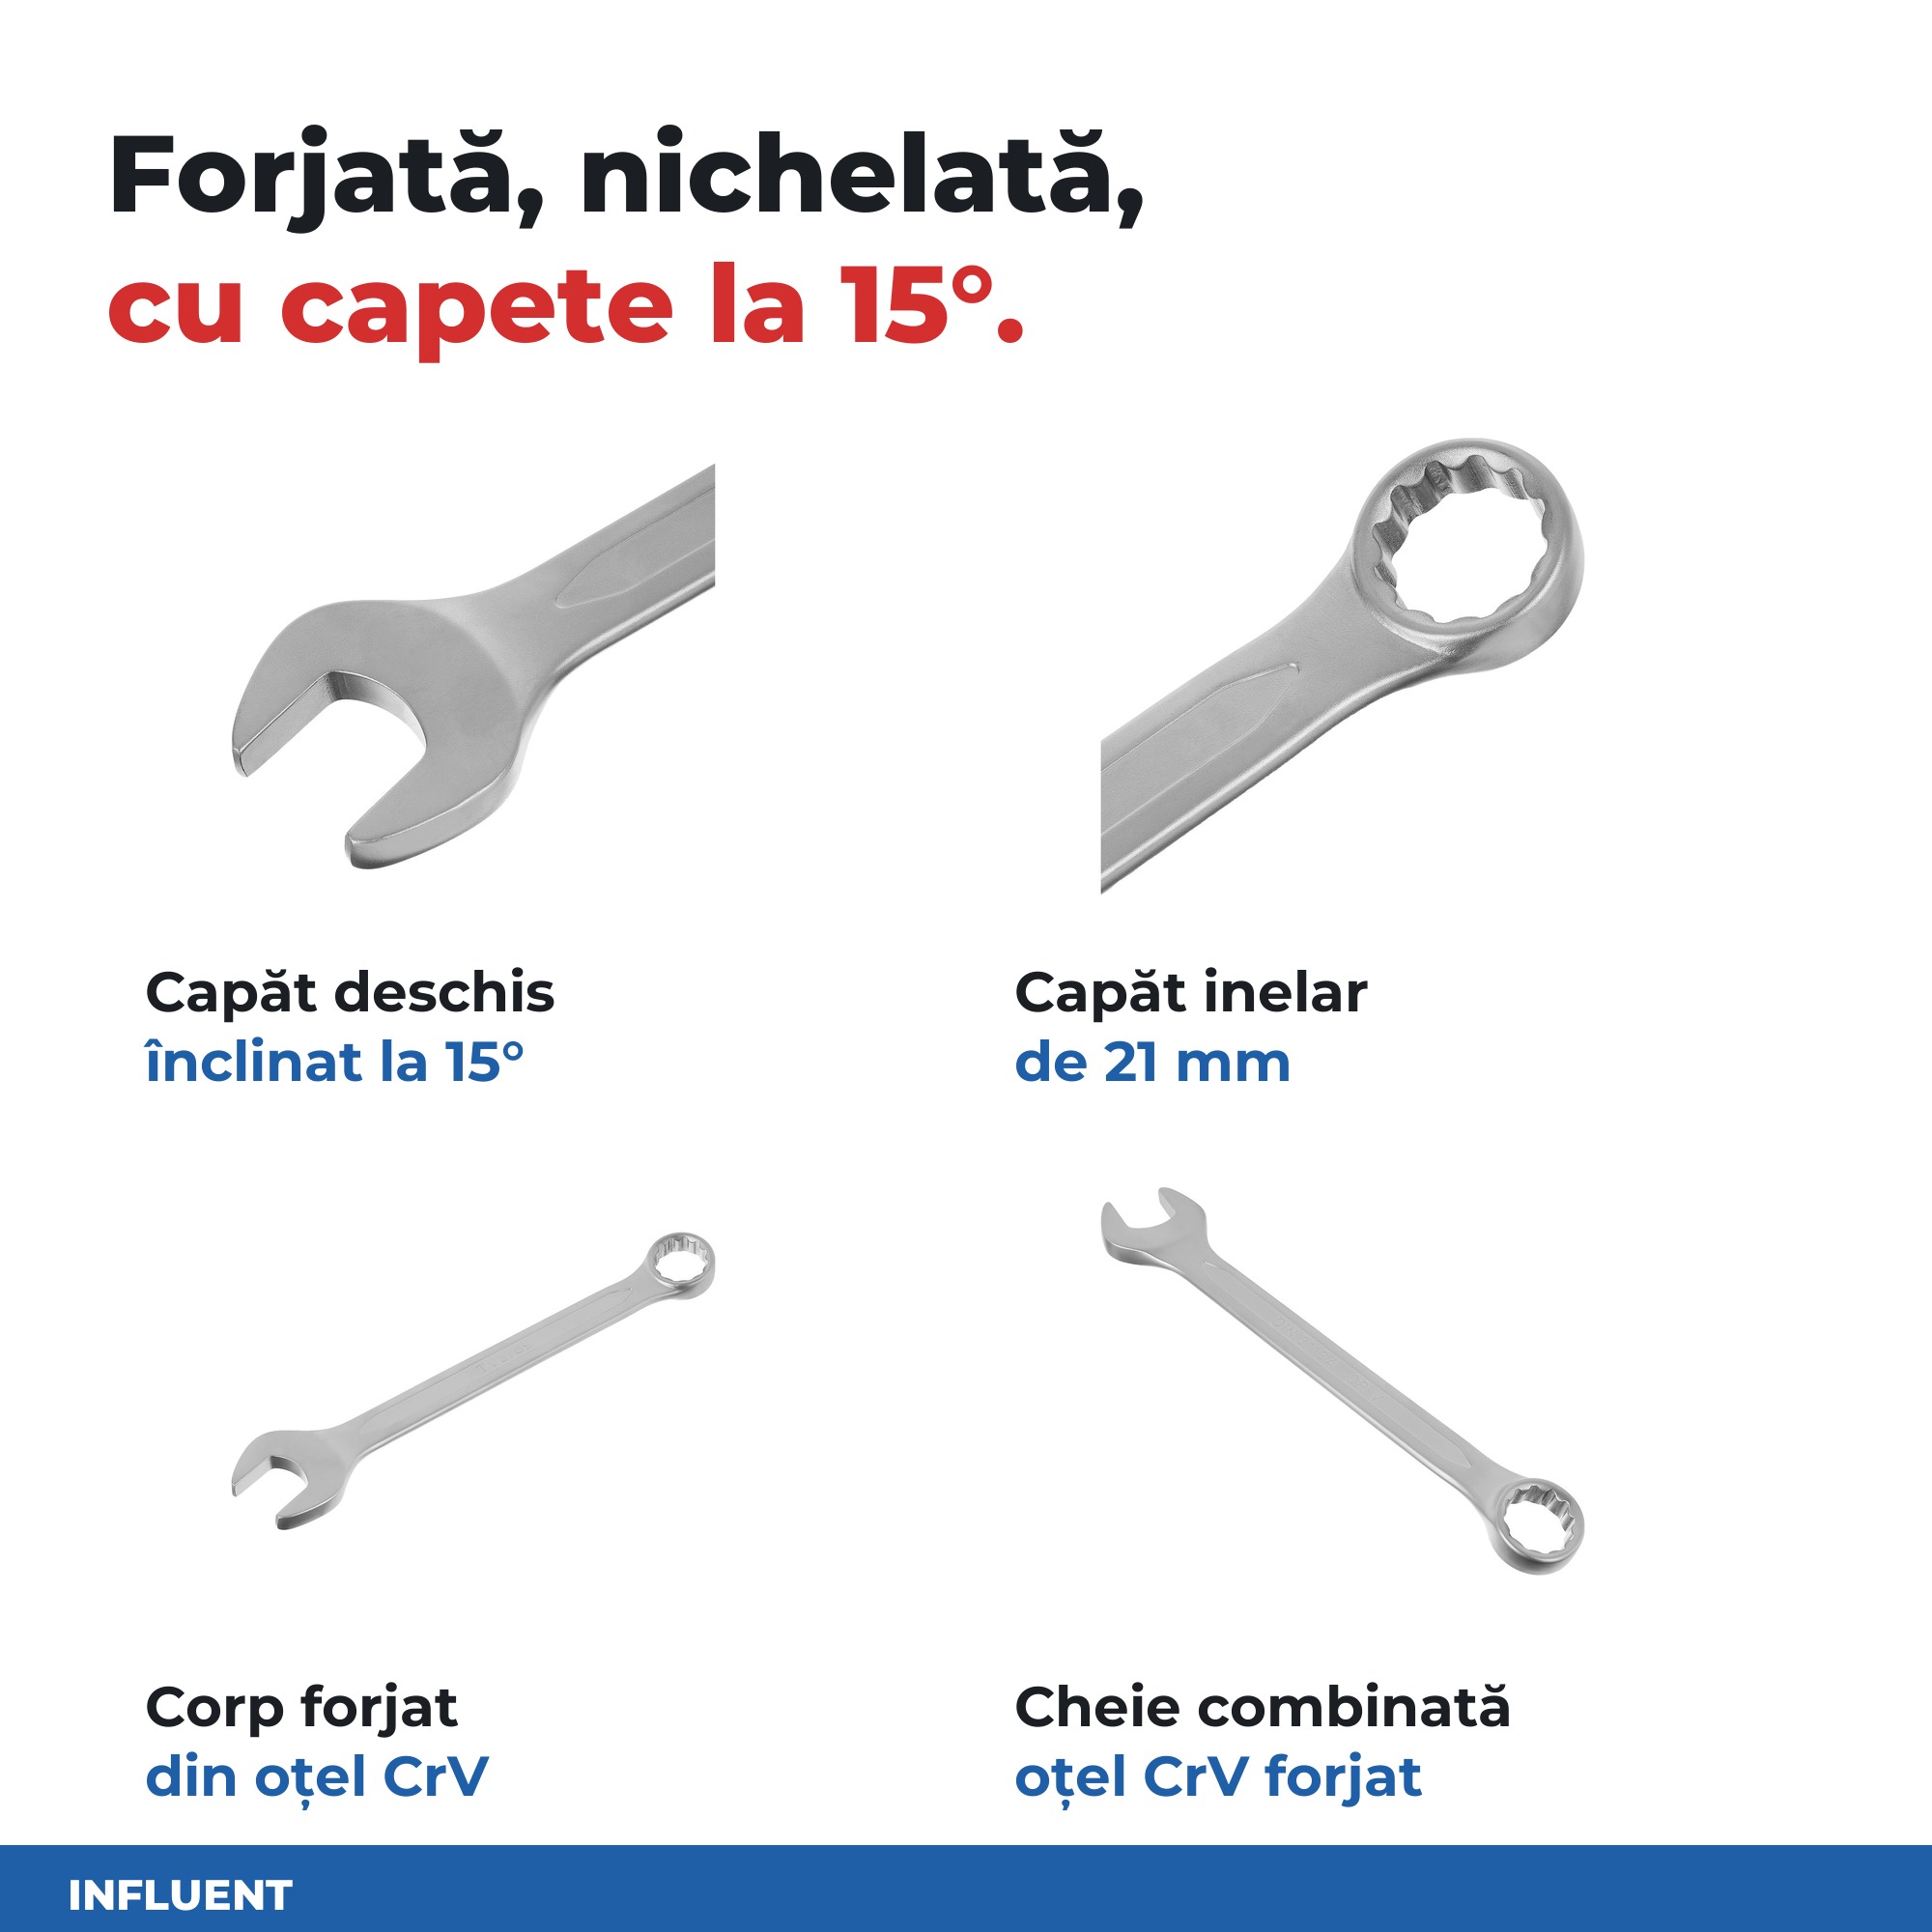 Forjată, nichelată,
cu capete la 15°.
Capăt deschis
înclinat la 15°
Capăt inelar
de 21 mm
Corp forjat
din oțel CrV
Cheie combinată
oțel CrV forjat
INFLUENT